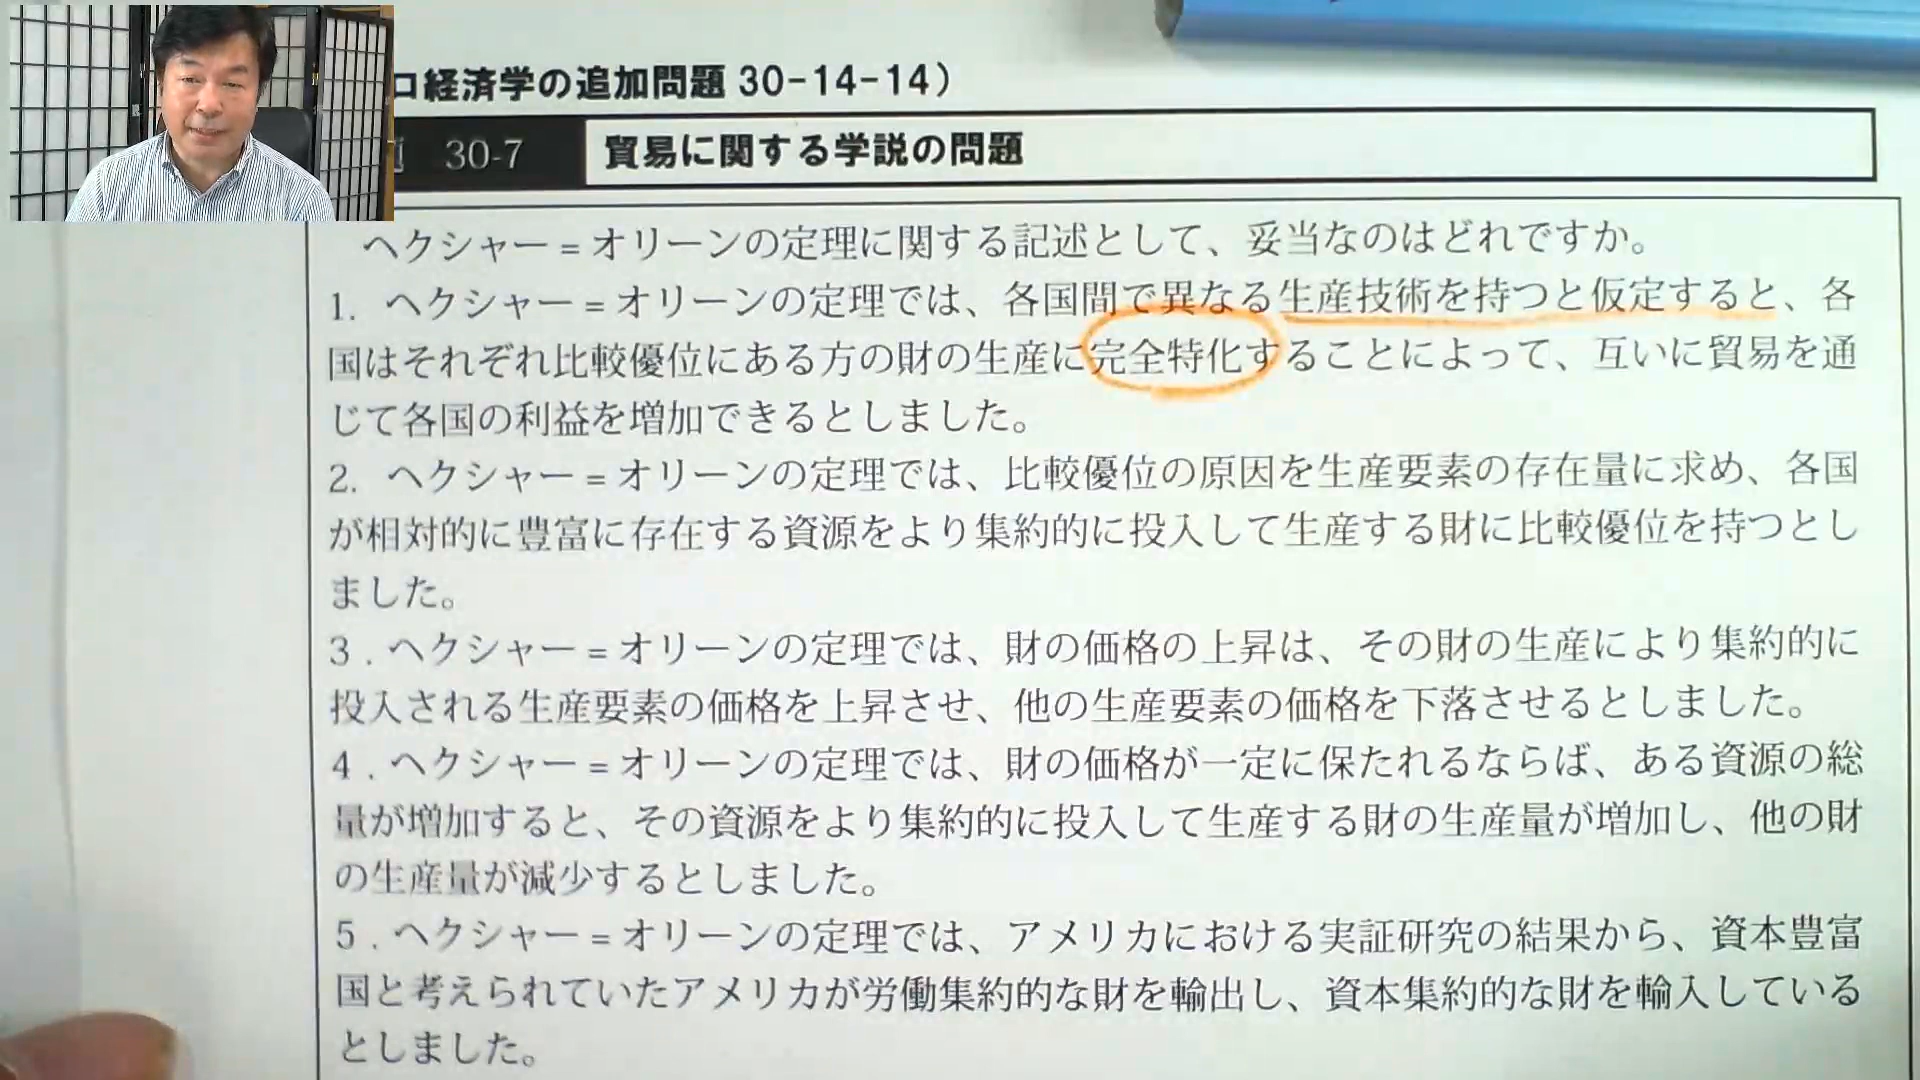 ロ経済学の追加問題 30-14-14）
30-7 貿易に関する学説の問題
ヘクシャー＝オリーンの定理に関する記述として、妥当なのはどれですか。
1. ヘクシャー＝オリーンの定理では、各国間で異なる生産技術を持つと仮定すると、各
国はそれぞれ比較優位にある方の財の生産に完全特化することによって、互いに貿易を通
じて各国の利益を増加できるとしました。
2. ヘクシャー＝オリーンの定理では、比較優位の原因を生産要素の存在量に求め、各国
が相対的に豊富に存在する資源をより集約的に投入して生産する財に比較優位を持つとし
ました。
3．ヘクシャー＝オリーンの定理では、財の価格の上昇は、その財の生産により集約的に
投入される生産要素の価格を上昇させ、他の生産要素の価格を下落させるとしました。
4．ヘクシャー＝オリーンの定理では、財の価格が一定に保たれるならば、ある資源の総
量が増加すると、その資源をより集約的に投入して生産する財の生産量が増加し、他の財
の生産量が減少するとしました。
5．ヘクシャー＝オリーンの定理では、アメリカにおける実証研究の結果から、資本豊富
国と考えられていたアメリカが労働集約的な財を輸出し、資本集約的な財を輸入している
としました。